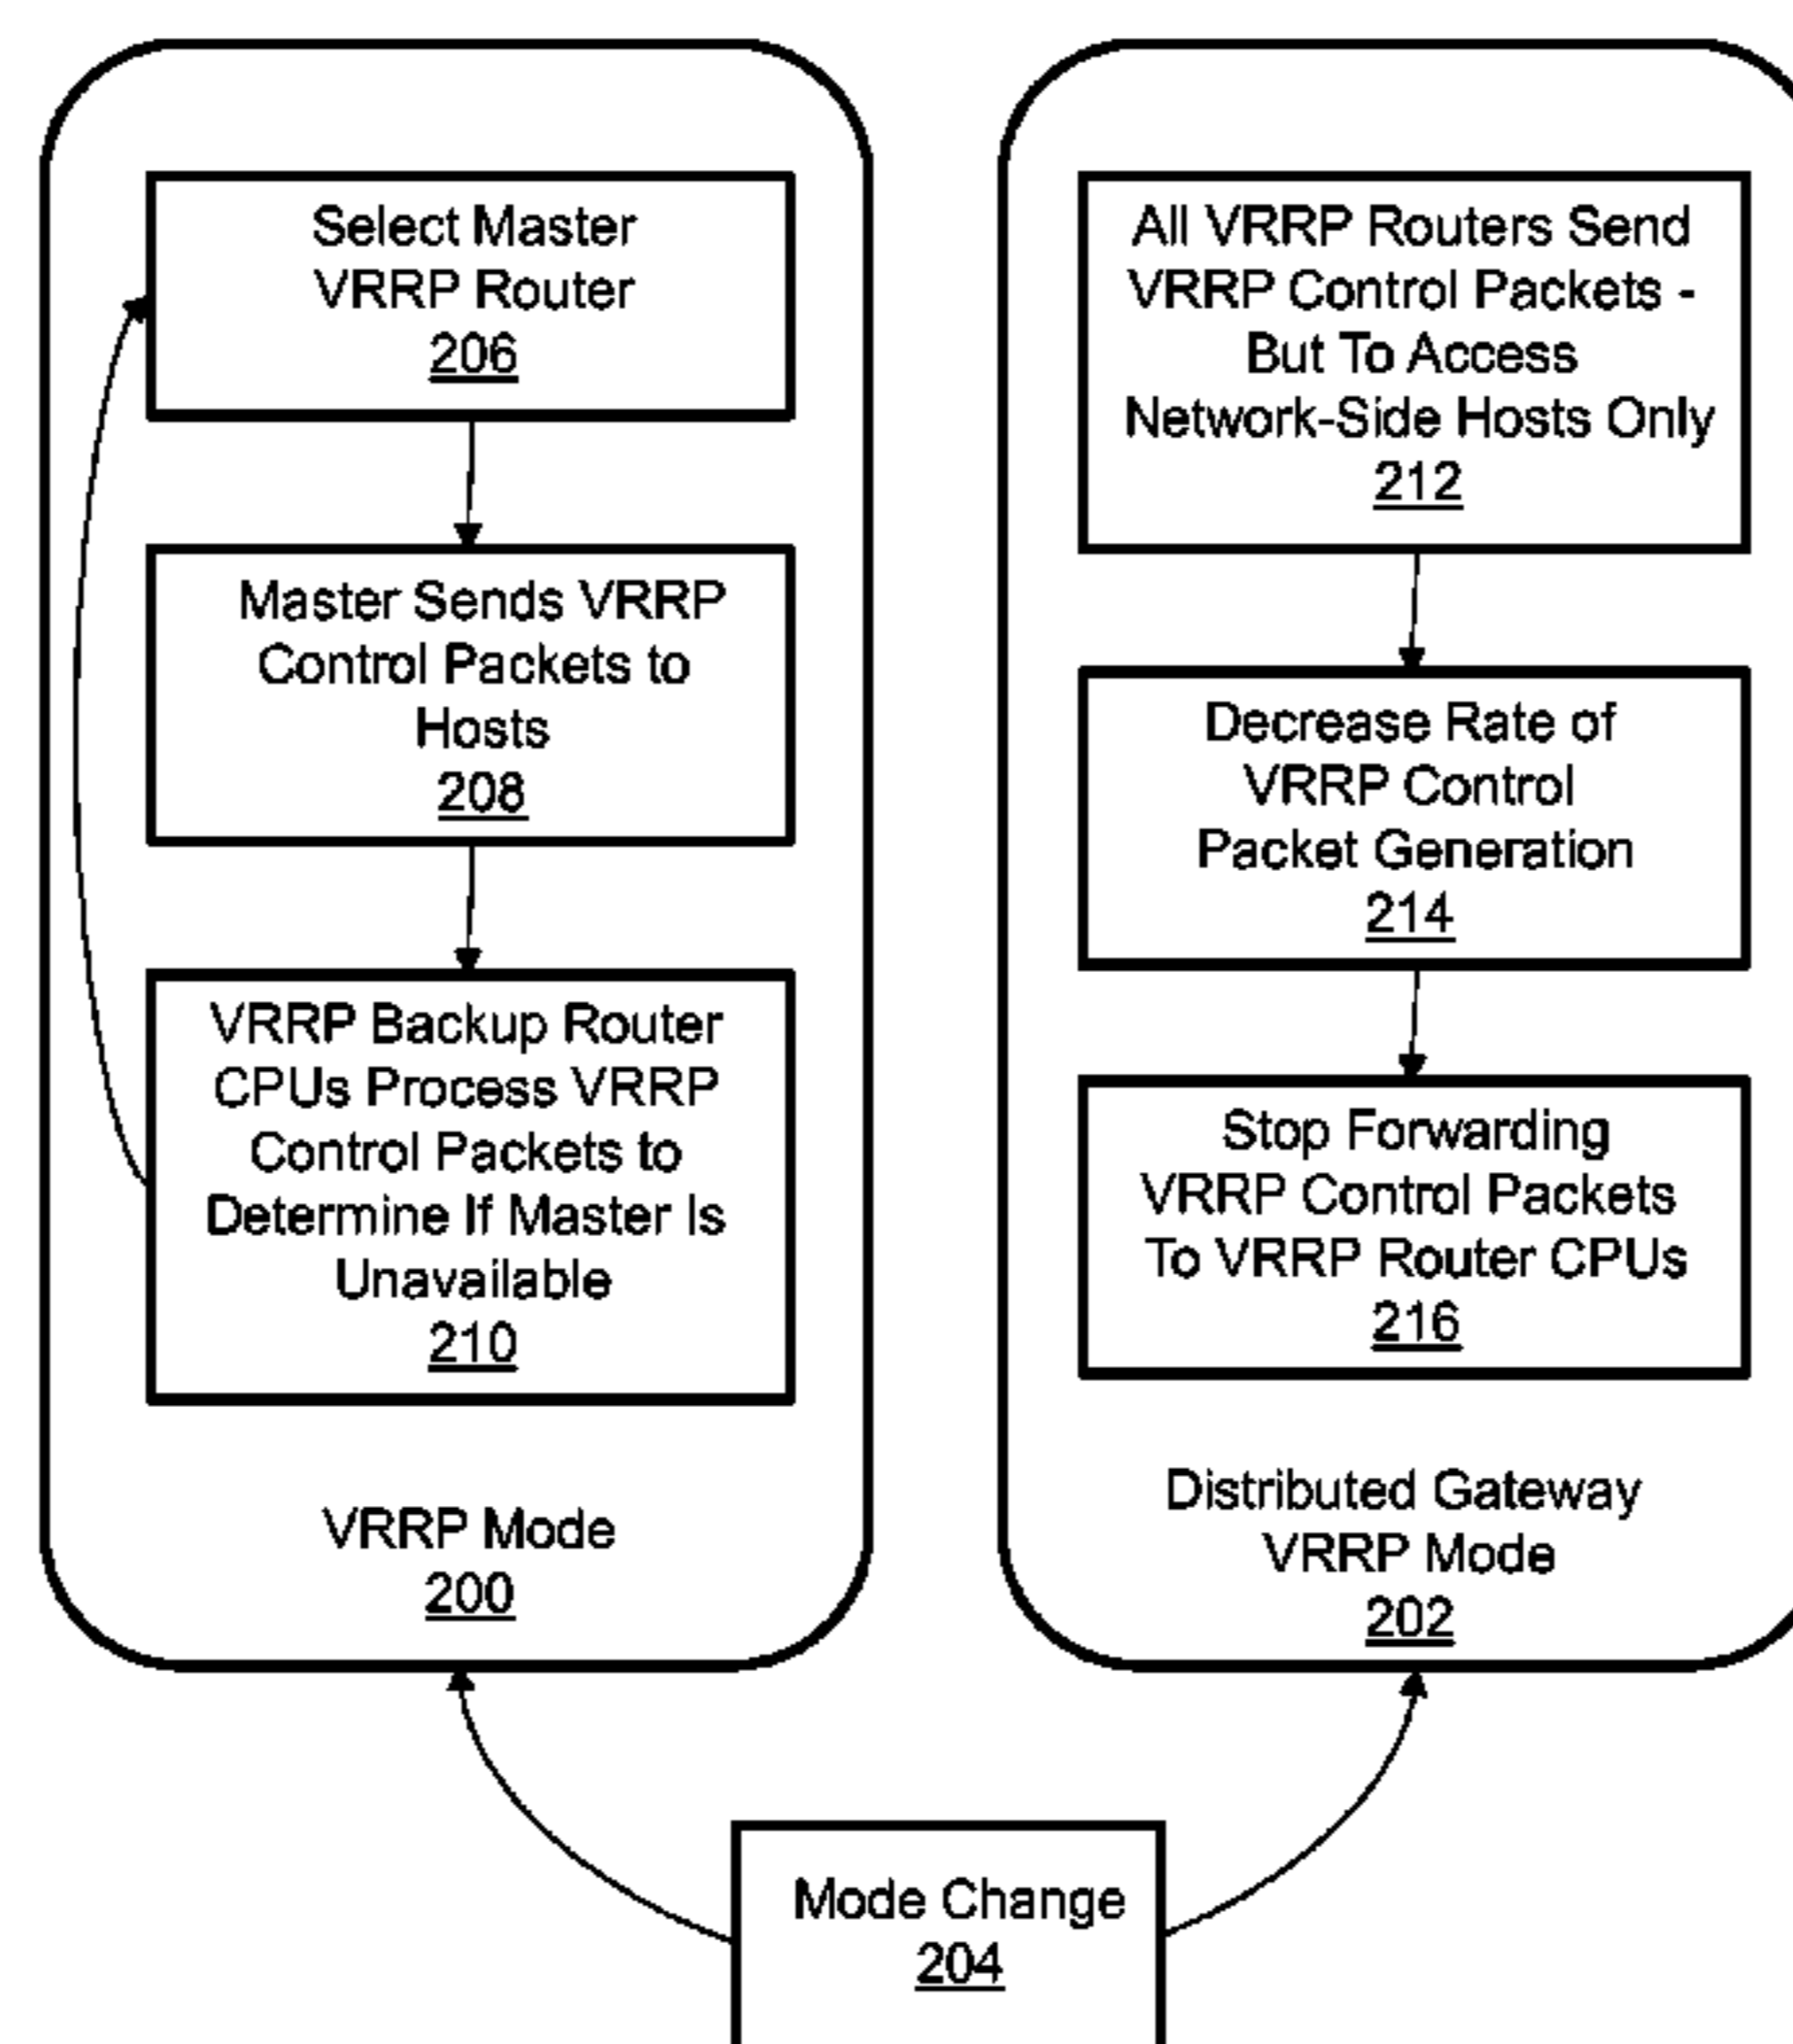 Select Master
VRRP Router
206
Master Sends VRRP
Control Packets to
Hosts
208
VRRP Backup Router
CPUs Process VRRP
Control Packets to
Determine If Master Is
Unavailable
210
VRRP Mode
200
All VRRP Routers Send
VRRP Control Packets -
But To Access
Network-Side Hosts Only
212
Decrease Rate of
VRRP Control
Packet Generation
214
Stop Forwarding
VRRP Control Packets
To VRRP Router CPUs
216
Distributed Gateway
VRRP Mode
202
Mode Change
204